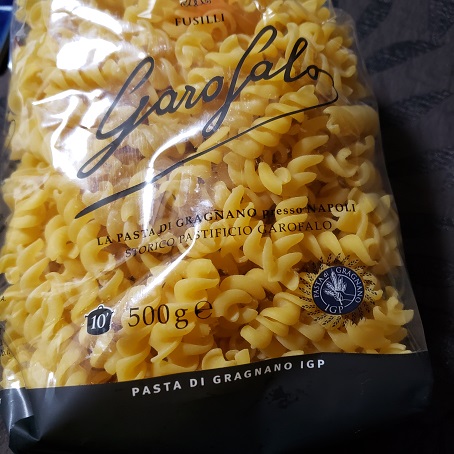 FUSILLI
Garofalo
LA PASTA DI GRAGNANO presso NAPOLI
STORICO PASTIFICIO GAROFALO
PASTA DI GRAGNANO
IGP
10'
500g e
PASTA DI GRAGNANO IGP